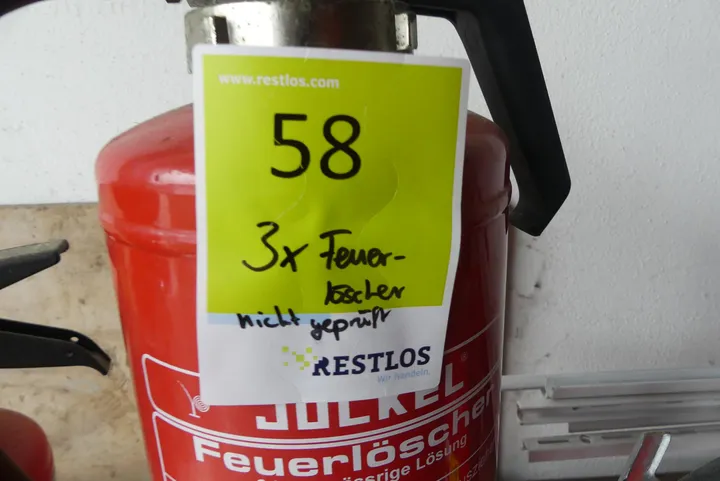 www.restlos.com
58
3x Feuer-
löscher
nicht geprüft
RESTLOS
Wir handeln.
JOCKEL
Feuerlöscher